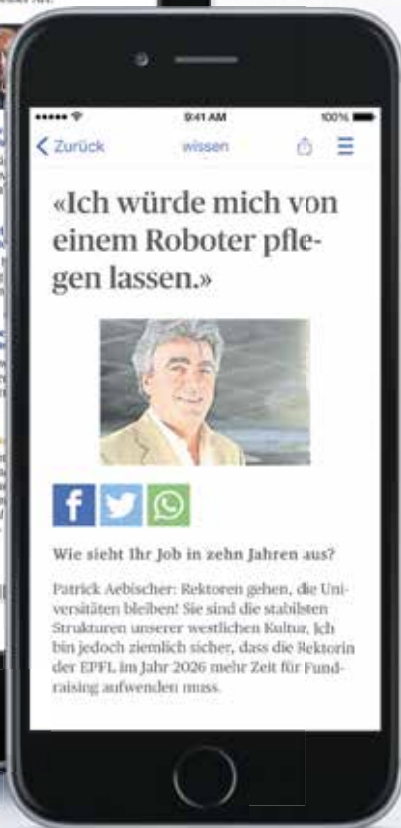 9:41 AM
100%
Zurück
wissen
«Ich würde mich von
einem Roboter pfle-
gen lassen.»
f
Wie sieht Ihr Job in zehn Jahren aus?
Patrick Aebischer: Rektoren gehen, die Uni-
versitäten bleiben! Sie sind die stabilsten
Strukturen unserer westlichen Kultur. Ich
bin jedoch ziemlich sicher, dass die Rektorin
der EPFL im Jahr 2026 mehr Zeit für Fund-
raising aufwenden muss.